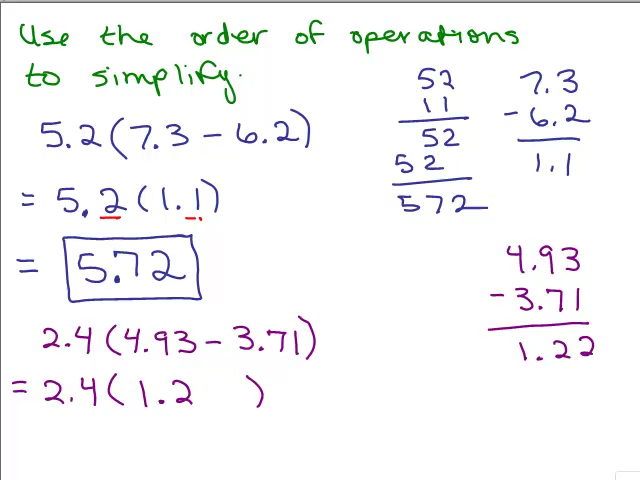 Use the order of operations
to simplify.
5.2(7.3 - 6.2)
= 5.2(1.1)
= 5.72
52
11
52
52
572
7.3
- 6.2
1.1
2.4(4.93 - 3.71)
= 2.4(1.2 )
4.93
- 3.71
1.22